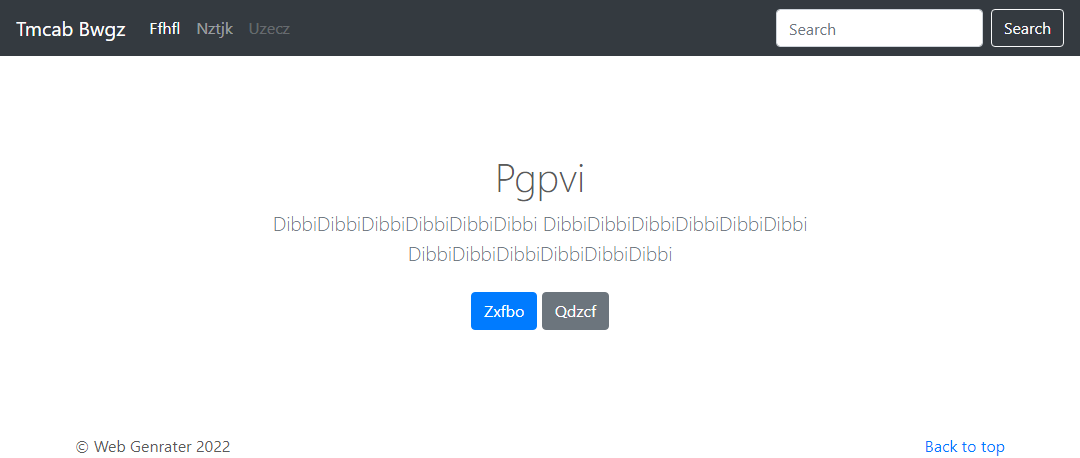 Tmcab Bwgz Ffhfl Nztjk Uzecz Search Search
Pgpvi
DibbiDibbiDibbiDibbiDibbiDibbi DibbiDibbiDibbiDibbiDibbiDibbi
DibbiDibbiDibbiDibbiDibbiDibbi
Zxfbo Qdzcf
© Web Genrater 2022 Back to top